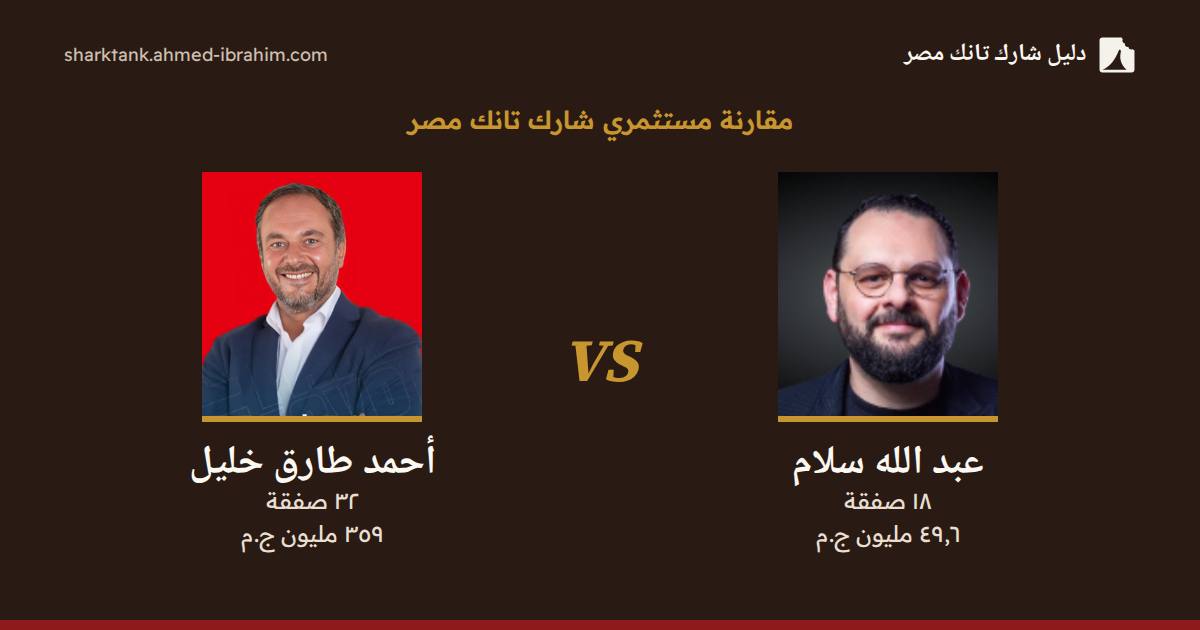 دليل شارك تانك مصر
sharktank.ahmed-ibrahim.com
مقارنة مستثمري شارك تانك مصر
عبد الله سلام
١٨ صفقة
٤٩,٦ مليون ج.م
VS
أحمد طارق خليل
٣٢ صفقة
٣٥٩ مليون ج.م